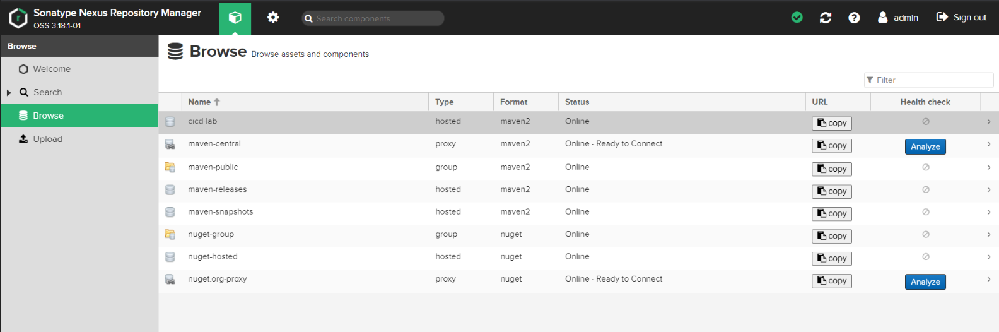 Sonatype Nexus Repository Manager
OSS 3.18.1-01
Search components
admin
Sign out
Browse
Welcome
Search
Browse
Upload
Browse Browse assets and components
Filter
Name Type Format Status URL Health check
cicd-lab hosted maven2 Online copy
maven-central proxy maven2 Online - Ready to Connect copy Analyze
maven-public group maven2 Online copy
maven-releases hosted maven2 Online copy
maven-snapshots hosted maven2 Online copy
nuget-group group nuget Online copy
nuget-hosted hosted nuget Online copy
nuget.org-proxy proxy nuget Online - Ready to Connect copy Analyze